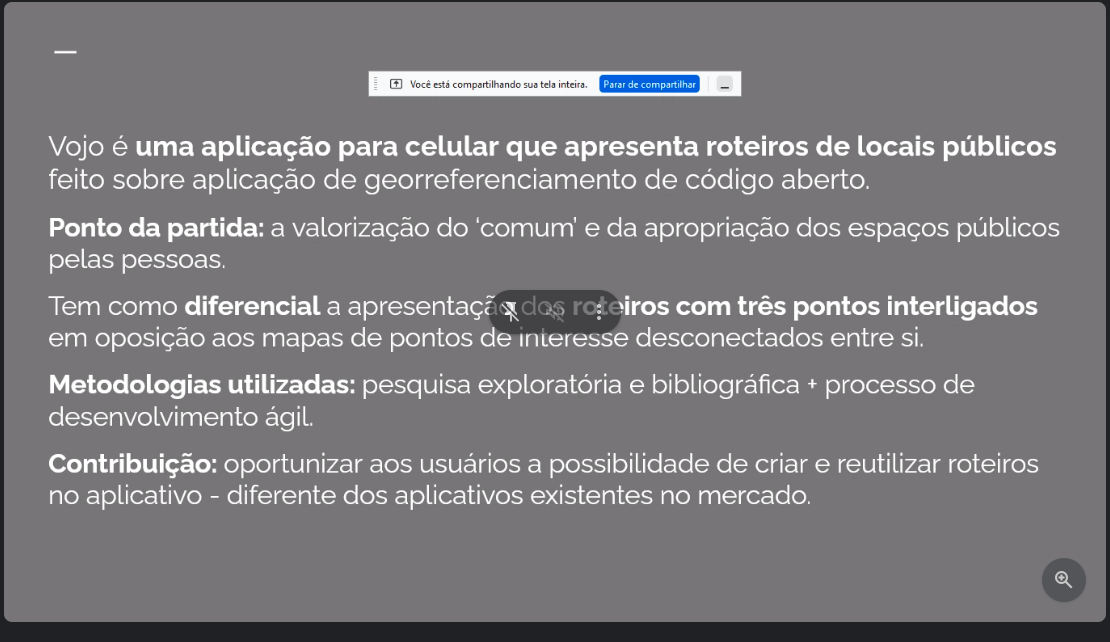 Você está compartilhando sua tela inteira. Parar de compartilhar
Vojo é uma aplicação para celular que apresenta roteiros de locais públicos
feito sobre aplicação de georreferenciamento de código aberto.
Ponto da partida: a valorização do ‘comum’ e da apropriação dos espaços públicos
pelas pessoas.
Tem como diferencial a apresentação dos roteiros com três pontos interligados
em oposição aos mapas de pontos de interesse desconectados entre si.
Metodologias utilizadas: pesquisa exploratória e bibliográfica + processo de
desenvolvimento ágil.
Contribuição: oportunizar aos usuários a possibilidade de criar e reutilizar roteiros
no aplicativo - diferente dos aplicativos existentes no mercado.